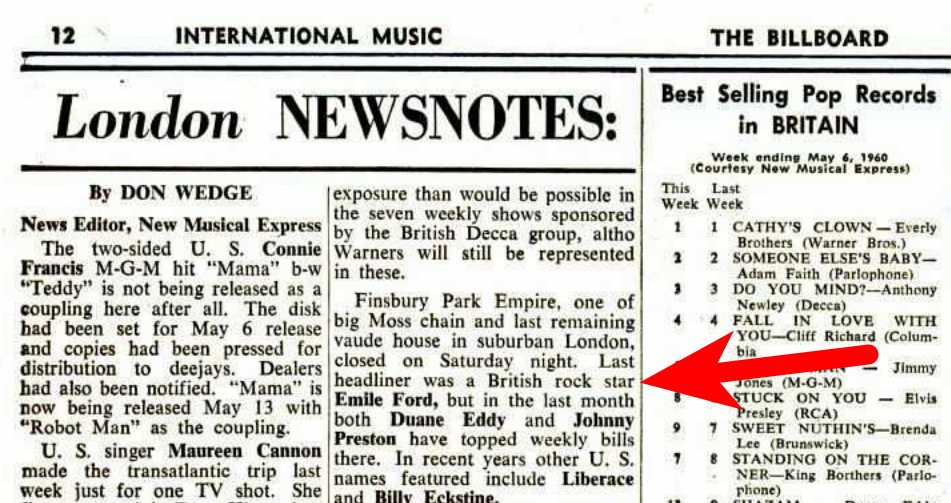 12 INTERNATIONAL MUSIC THE BILLBOARD
London NEWSNOTES:
By DON WEDGE
News Editor, New Musical Express
The two-sided U. S. Connie
Francis M-G-M hit "Mama" b-w
"Teddy" is not being released as a
coupling here after all. The disk
had been set for May 6 release
and copies had been pressed for
distribution to deejays. Dealers
had also been notified. "Mama" is
now being released May 13 with
"Robot Man" as the coupling.
U. S. singer Maureen Cannon
made the transatlantic trip last
week just for one TV shot. She
exposure than would be possible in
the seven weekly shows sponsored
by the British Decca group, altho
Warners will still be represented
in these.
Finsbury Park Empire, one of
big Moss chain and last remaining
vaude house in suburban London,
closed on Saturday night. Last
headliner was a British rock star
Emile Ford, but in the last month
both Duane Eddy and Johnny
Preston have topped weekly bills
there. In recent years other U. S.
names featured include Liberace
and Billy Eckstine.
Best Selling Pop Records
in BRITAIN
Week ending May 6, 1960
(Courtesy New Musical Express)
This Last
Week Week
1 1 CATHY'S CLOWN — Everly
Brothers (Warner Bros.)
2 2 SOMEONE ELSE'S BABY—
Adam Faith (Parlophone)
3 3 DO YOU MIND?—Anthony
Newley (Decca)
4 4 FALL IN LOVE WITH
YOU—Cliff Richard (Colum-
bia
— Jimmy
Jones (M-G-M)
8 STUCK ON YOU — Elvis
Presley (RCA)
9 7 SWEET NUTHIN'S—Brenda
Lee (Brunswick)
7 8 STANDING ON THE COR-
NER—King Borthers (Parlo-
phone)